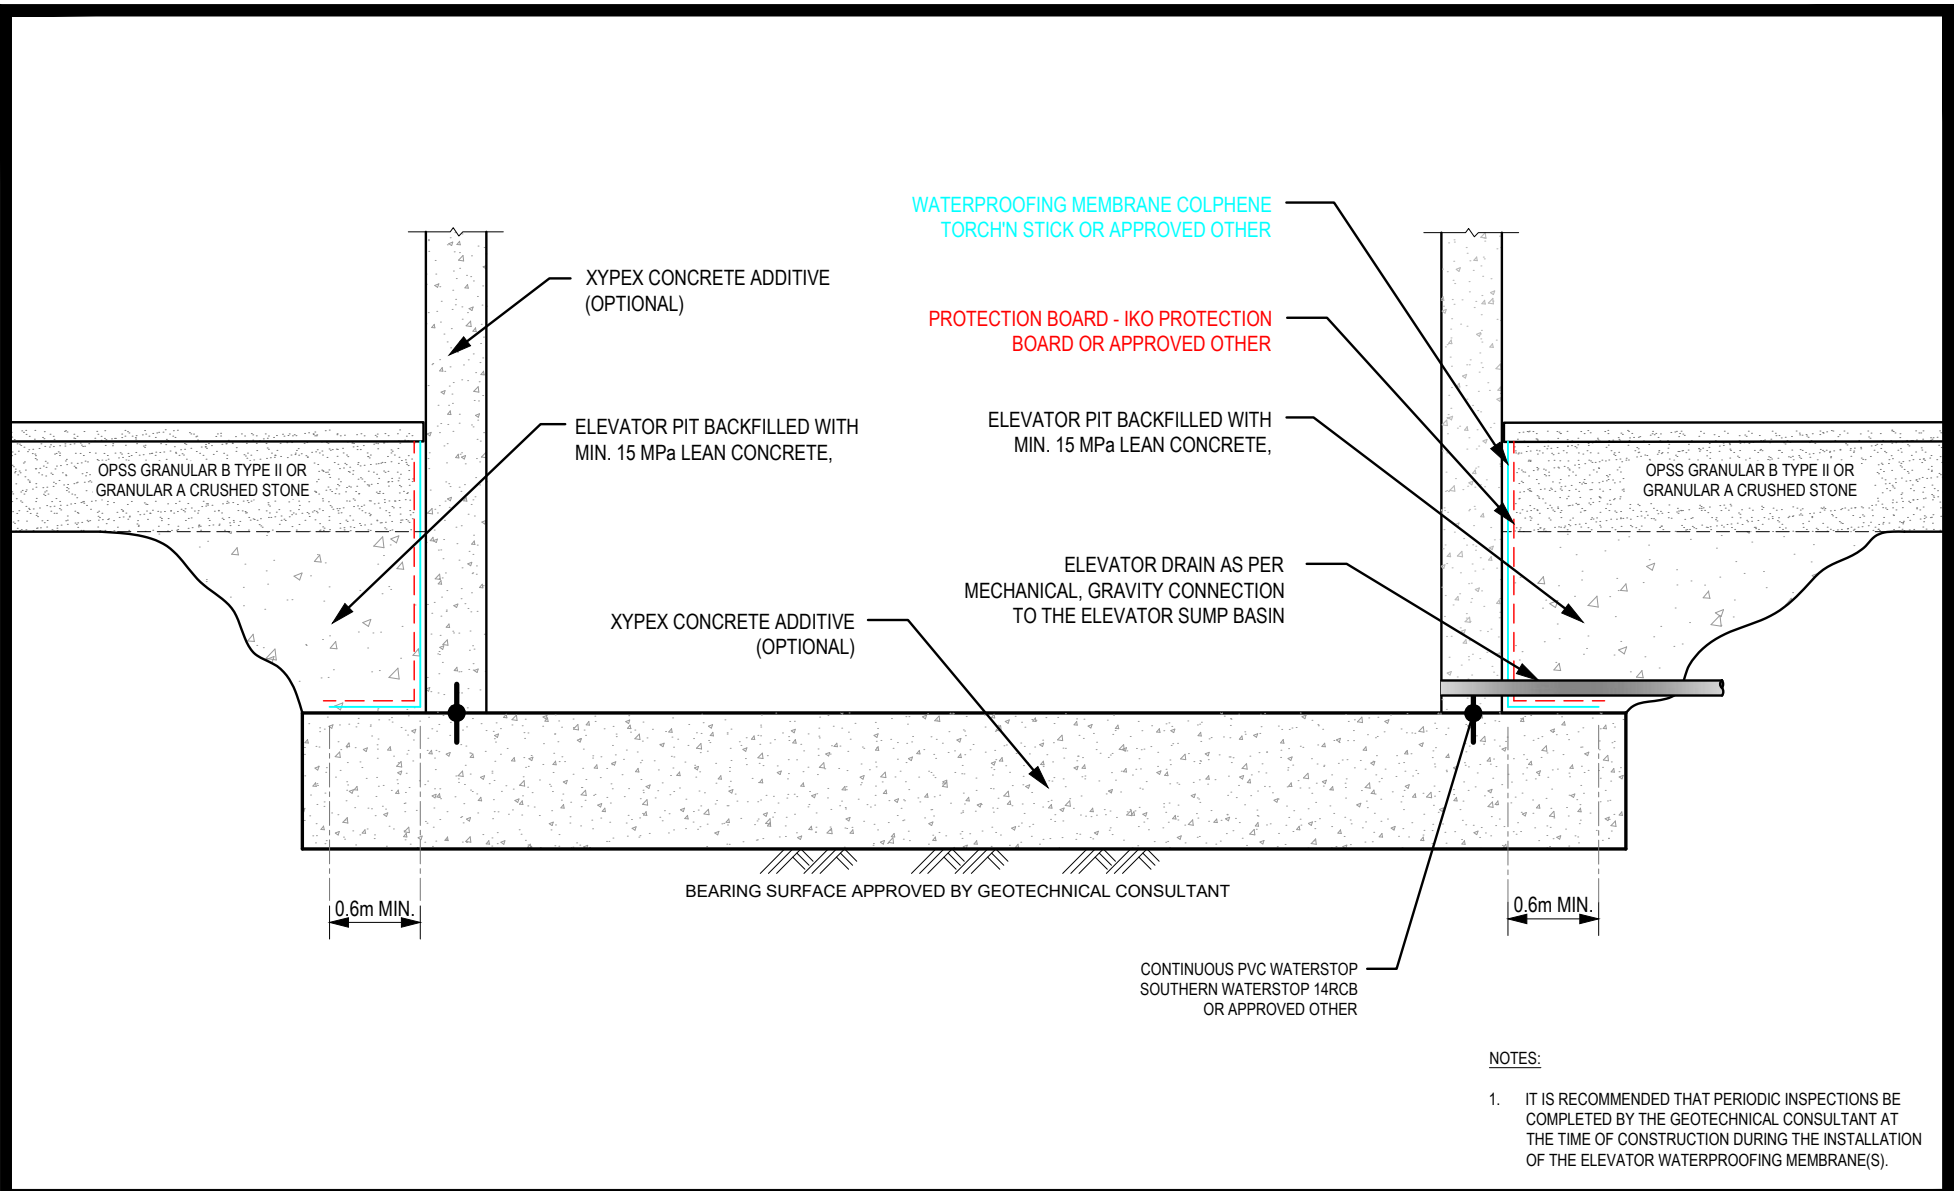 WATERPROOFING MEMBRANE COLPHENE
TORCH'N STICK OR APPROVED OTHER
XYPEX CONCRETE ADDITIVE
(OPTIONAL)
PROTECTION BOARD - IKO PROTECTION
BOARD OR APPROVED OTHER
ELEVATOR PIT BACKFILLED WITH
MIN. 15 MPa LEAN CONCRETE,
ELEVATOR PIT BACKFILLED WITH
MIN. 15 MPa LEAN CONCRETE,
OPSS GRANULAR B TYPE II OR
GRANULAR A CRUSHED STONE
OPSS GRANULAR B TYPE II OR
GRANULAR A CRUSHED STONE
ELEVATOR DRAIN AS PER
MECHANICAL, GRAVITY CONNECTION
TO THE ELEVATOR SUMP BASIN
XYPEX CONCRETE ADDITIVE
(OPTIONAL)
BEARING SURFACE APPROVED BY GEOTECHNICAL CONSULTANT
0.6m MIN.
0.6m MIN.
CONTINUOUS PVC WATERSTOP
SOUTHERN WATERSTOP 14RCB
OR APPROVED OTHER
NOTES:
1. IT IS RECOMMENDED THAT PERIODIC INSPECTIONS BE
COMPLETED BY THE GEOTECHNICAL CONSULTANT AT
THE TIME OF CONSTRUCTION DURING THE INSTALLATION
OF THE ELEVATOR WATERPROOFING MEMBRANE(S).